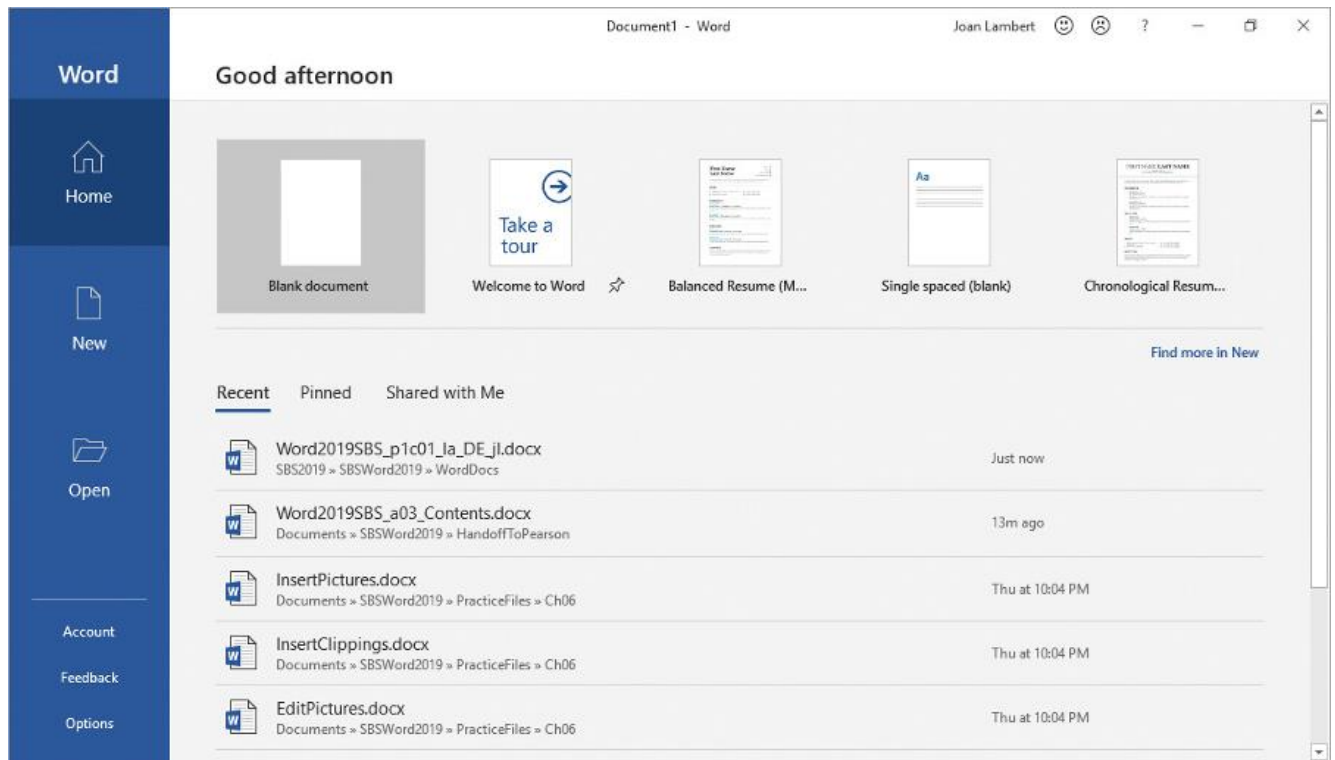 Document1 - Word
Joan Lambert
?
Word
Good afternoon
Home
New
Open
Account
Feedback
Options
Take a
tour
Aa
Blank document
Welcome to Word
Balanced Resume (M...
Single spaced (blank)
Chronological Resum...
Find more in New
Recent
Pinned
Shared with Me
Word2019SBS_p1c01_la_DE_jl.docx
SBS2019 » SBSWord2019 » WordDocs
Just now
Word2019SBS_a03_Contents.docx
Documents » SBSWord2019 » HandoffToPearson
13m ago
InsertPictures.docx
Documents » SBSWord2019 » PracticeFiles » Ch06
Thu at 10:04 PM
InsertClippings.docx
Documents » SBSWord2019 » PracticeFiles » Ch06
Thu at 10:04 PM
EditPictures.docx
Documents » SBSWord2019 » PracticeFiles » Ch06
Thu at 10:04 PM